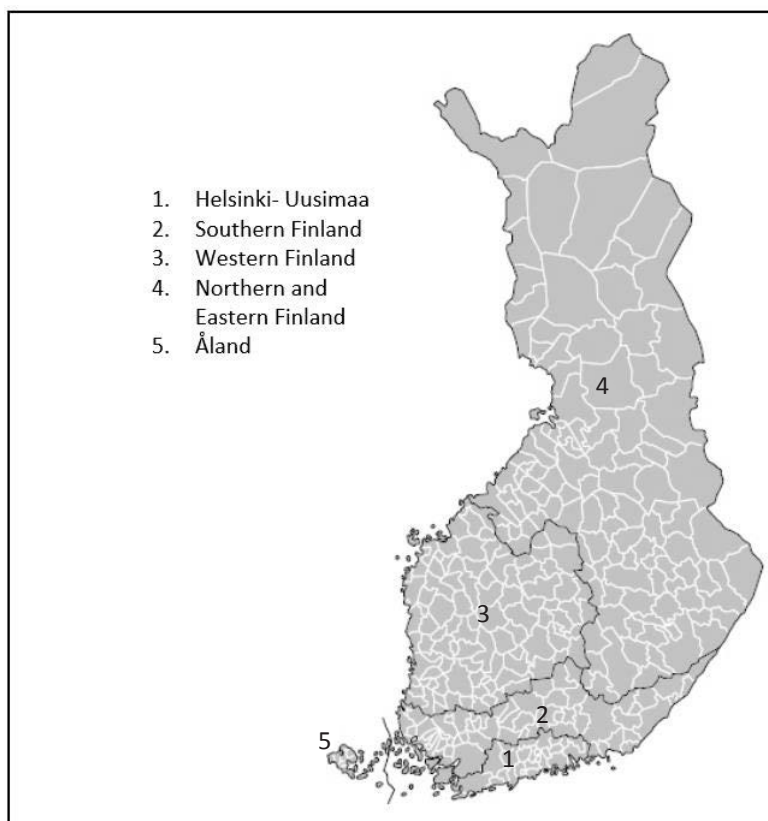 1. Helsinki- Uusimaa
2. Southern Finland
3. Western Finland
4. Northern and
Eastern Finland
5. Åland
4
3
2
5
1